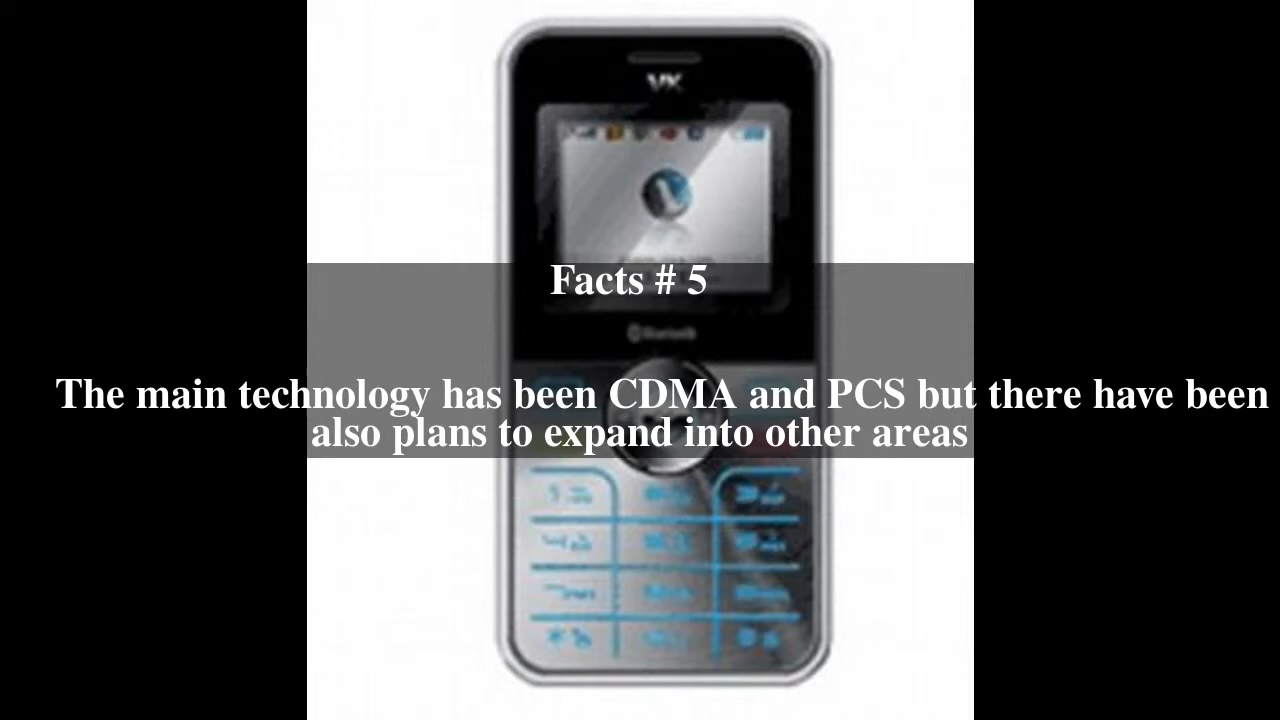 VK
Facts # 5
Bluetooth
The main technology has been CDMA and PCS but there have been
also plans to expand into other areas